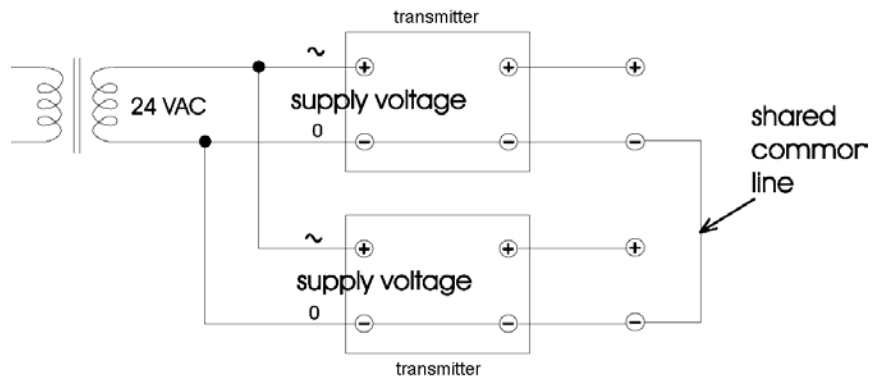 transmitter
~
24 VAC
supply voltage
0
shared
common
line
~
supply voltage
0
transmitter